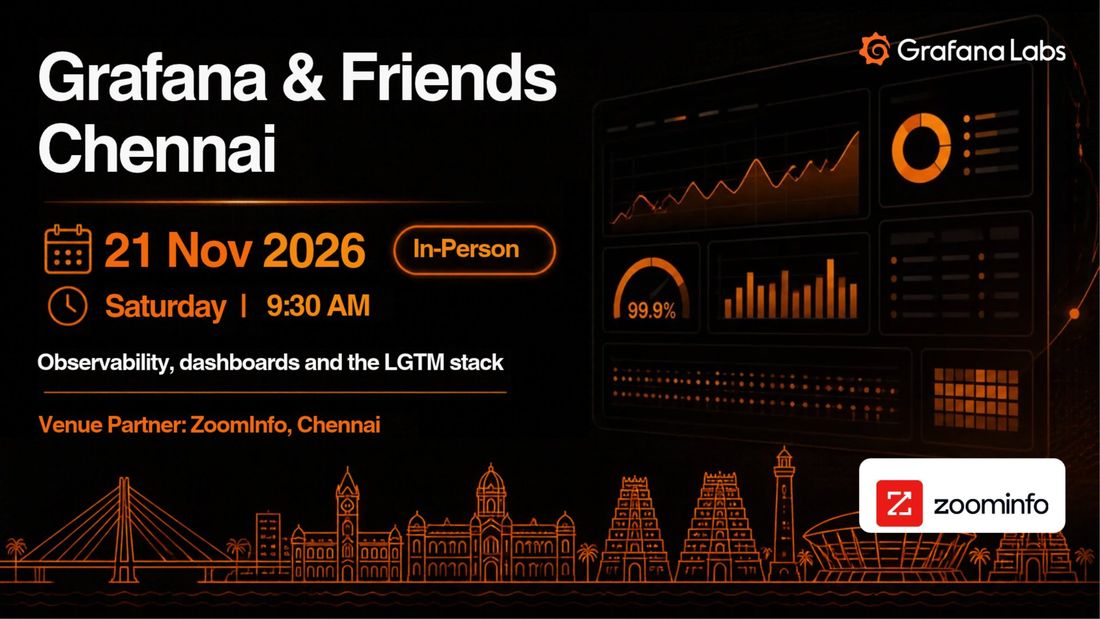 Grafana & Friends
Chennai
Grafana Labs
21 Nov 2026
In-Person
Saturday | 9:30 AM
Observability, dashboards and the LGTM stack
Venue Partner: ZoomInfo, Chennai
99.9%
zoominfo